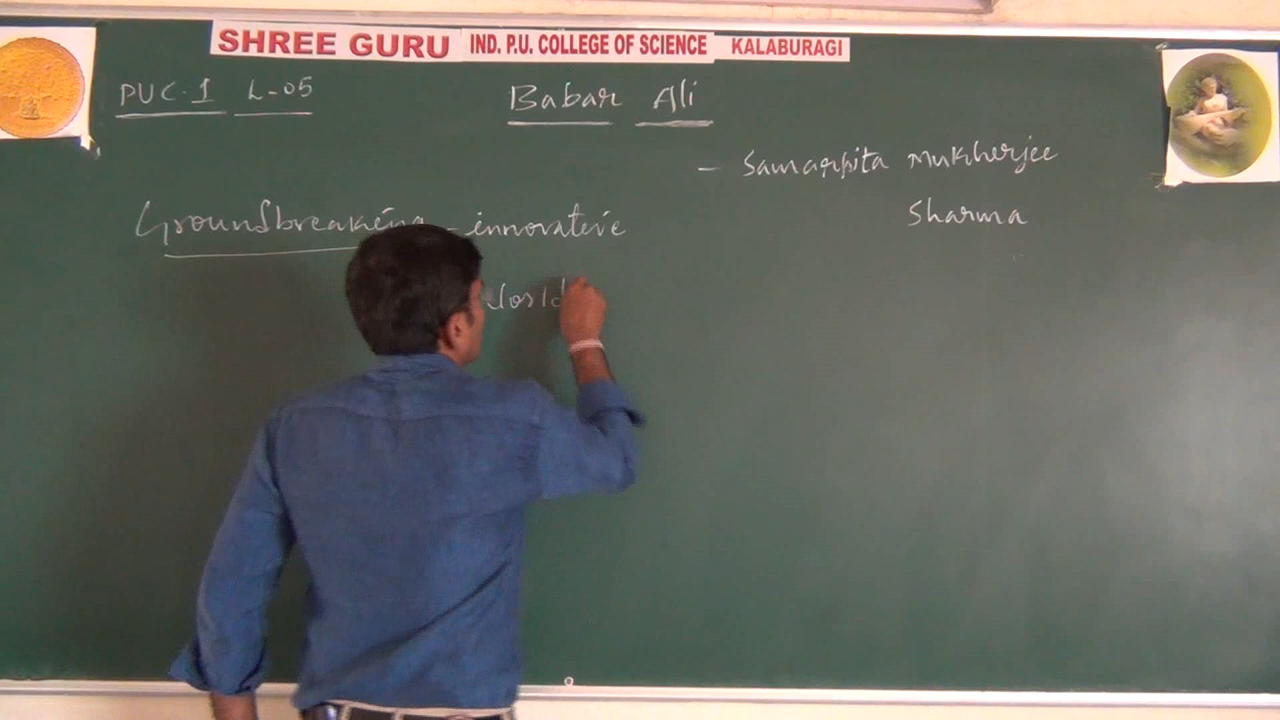 SHREE GURU IND. P.U. COLLEGE OF SCIENCE KALABURAGI
PUC-1 L-05
Babar Ali
- Samarpita Mukherjee
Sharma
Groundbreaking - innovative